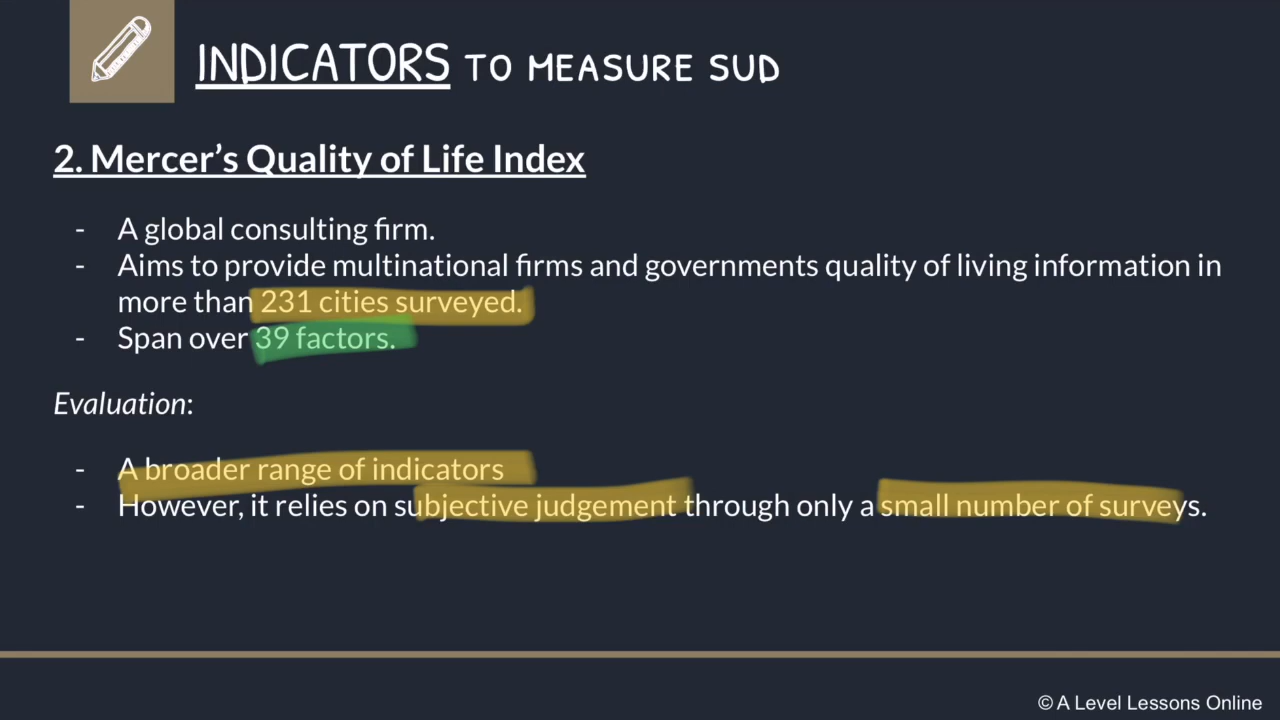 INDICATORS TO MEASURE SUD
2. Mercer's Quality of Life Index
- A global consulting firm.
- Aims to provide multinational firms and governments quality of living information in
more than 231 cities surveyed.
- Span over 39 factors.
Evaluation:
- A broader range of indicators
- However, it relies on subjective judgement through only a small number of surveys.
© A Level Lessons Online